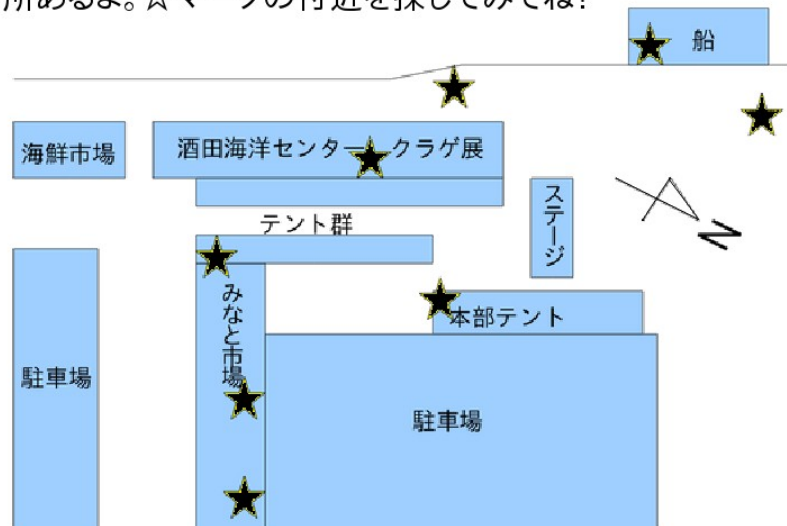 所あるよ。☆マークの付近を探してみてね!
船
海鮮市場
酒田海洋センター クラゲ展
ステージ
テント群
みなと市場
本部テント
駐車場
駐車場
N